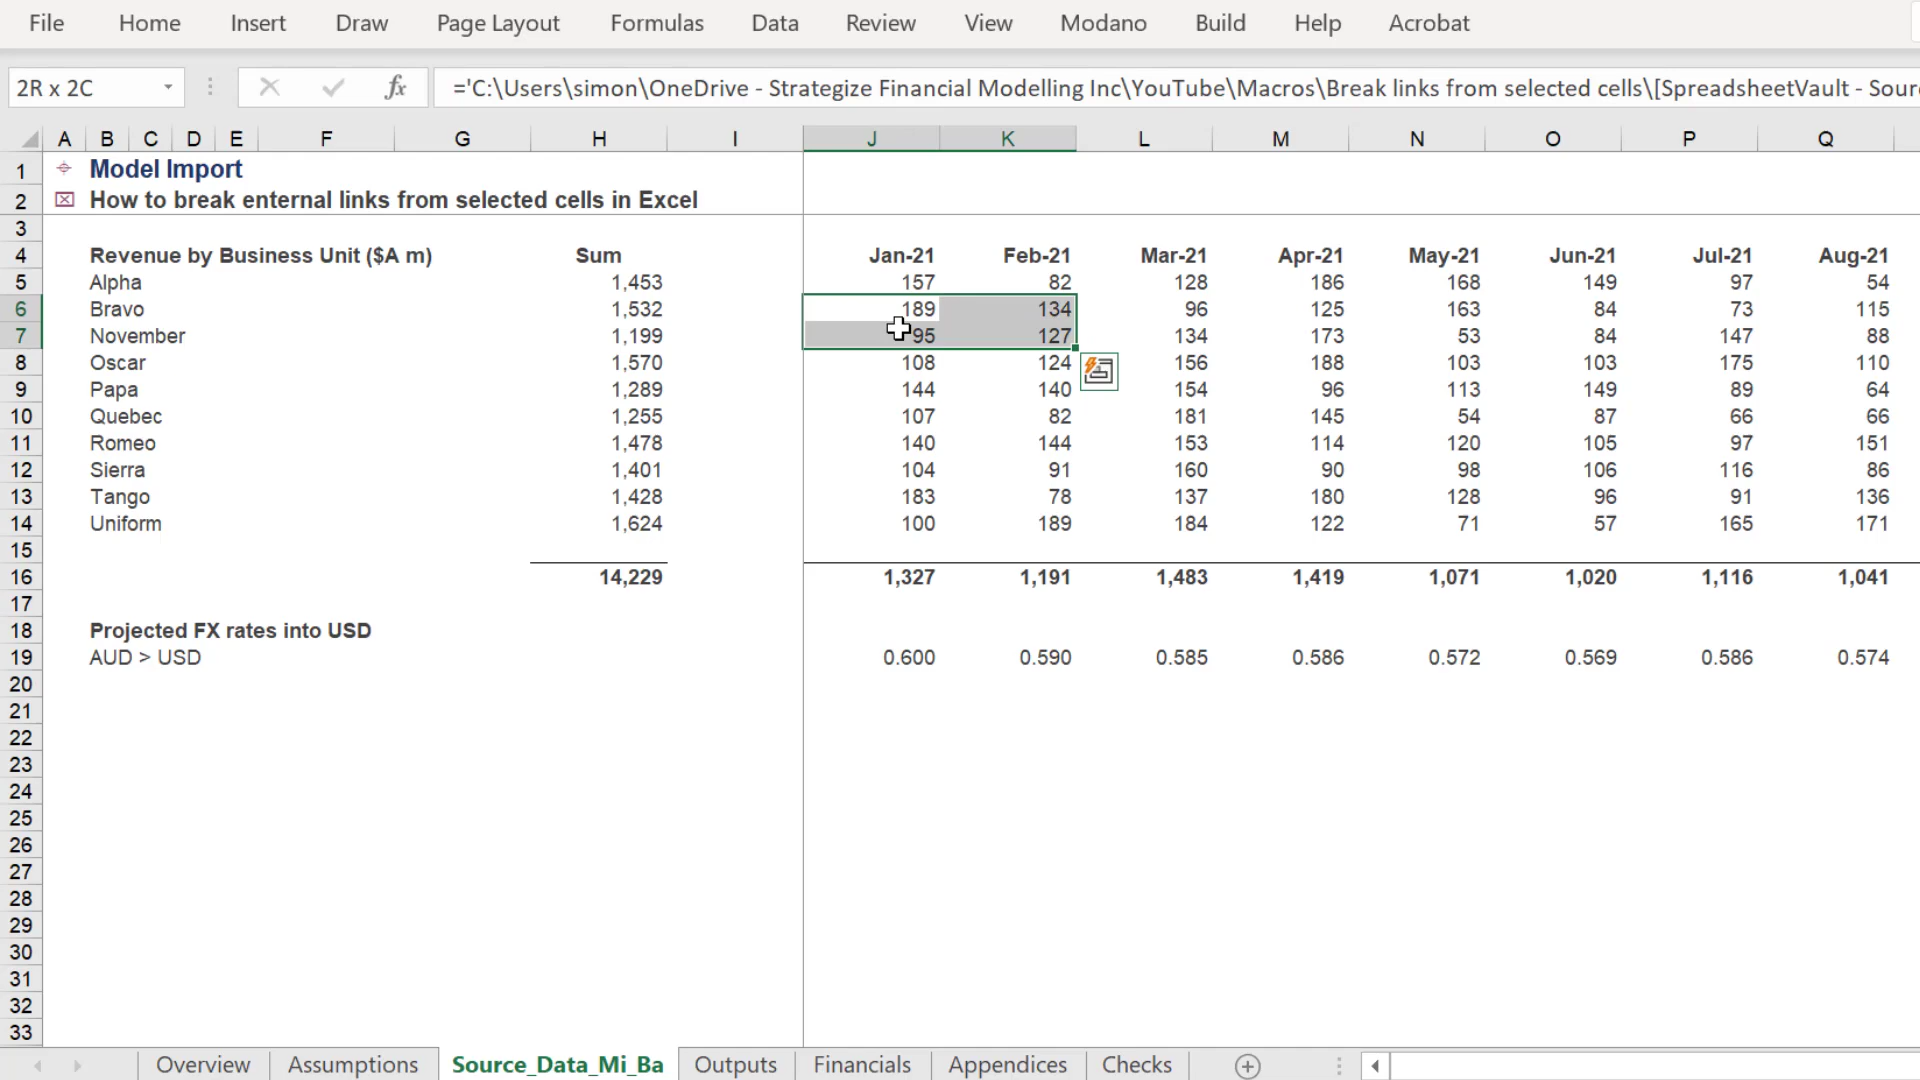 File Home Insert Draw Page Layout Formulas Data Review View Modano Build Help Acrobat
2R x 2C fx ='C:\Users\simon\OneDrive - Strategize Financial Modelling Inc\YouTube\Macros\Break links from selected cells\[SpreadsheetVault - Sour
A B C D E F G H I J K L M N O P Q
1 Model Import
2 How to break enternal links from selected cells in Excel
3
4 Revenue by Business Unit ($A m) Sum Jan-21 Feb-21 Mar-21 Apr-21 May-21 Jun-21 Jul-21 Aug-21
5 Alpha 1,453 157 82 128 186 168 149 97 54
6 Bravo 1,532 189 134 96 125 163 84 73 115
7 November 1,199 95 127 134 173 53 84 147 88
8 Oscar 1,570 108 124 156 188 103 103 175 110
9 Papa 1,289 144 140 154 96 113 149 89 64
10 Quebec 1,255 107 82 181 145 54 87 66 66
11 Romeo 1,478 140 144 153 114 120 105 97 151
12 Sierra 1,401 104 91 160 90 98 106 116 86
13 Tango 1,428 183 78 137 180 128 96 91 136
14 Uniform 1,624 100 189 184 122 71 57 165 171
15
16 14,229 1,327 1,191 1,483 1,419 1,071 1,020 1,116 1,041
17
18 Projected FX rates into USD
19 AUD > USD 0.600 0.590 0.585 0.586 0.572 0.569 0.586 0.574
20
21
22
23
24
25
26
27
28
29
30
31
32
33
Overview Assumptions Source_Data_Mi_Ba Outputs Financials Appendices Checks